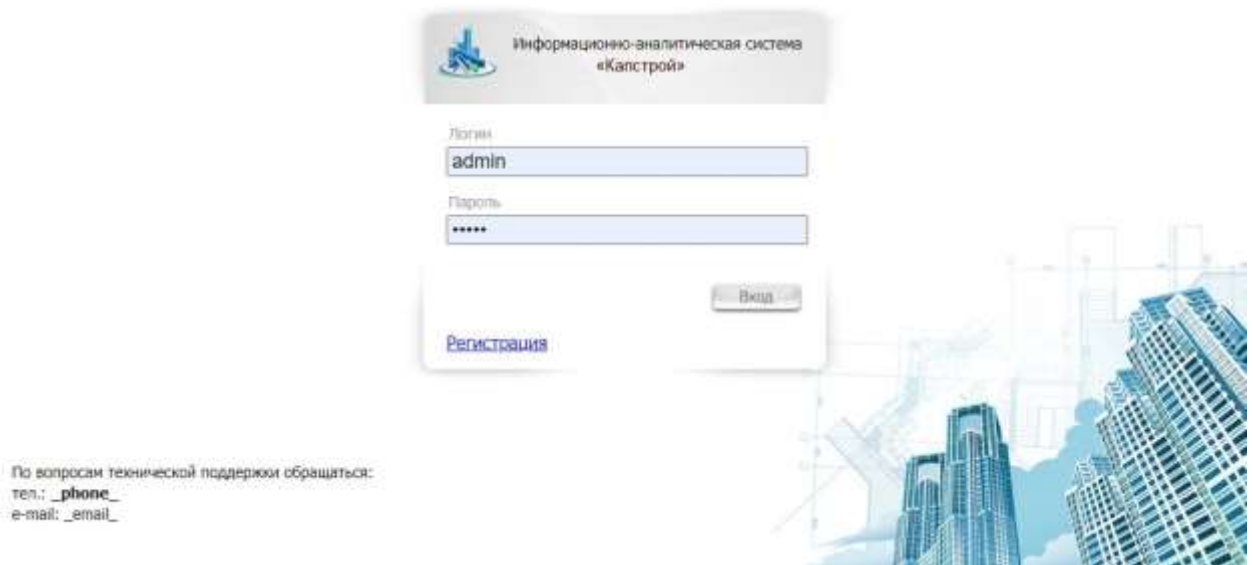 Информационно-аналитическая система
«Капстрой»
Логин
admin
Пароль
•••••
Вход
Регистрация
По вопросам технической поддержки обращаться:
тел.: _phone_
e-mail: _email_